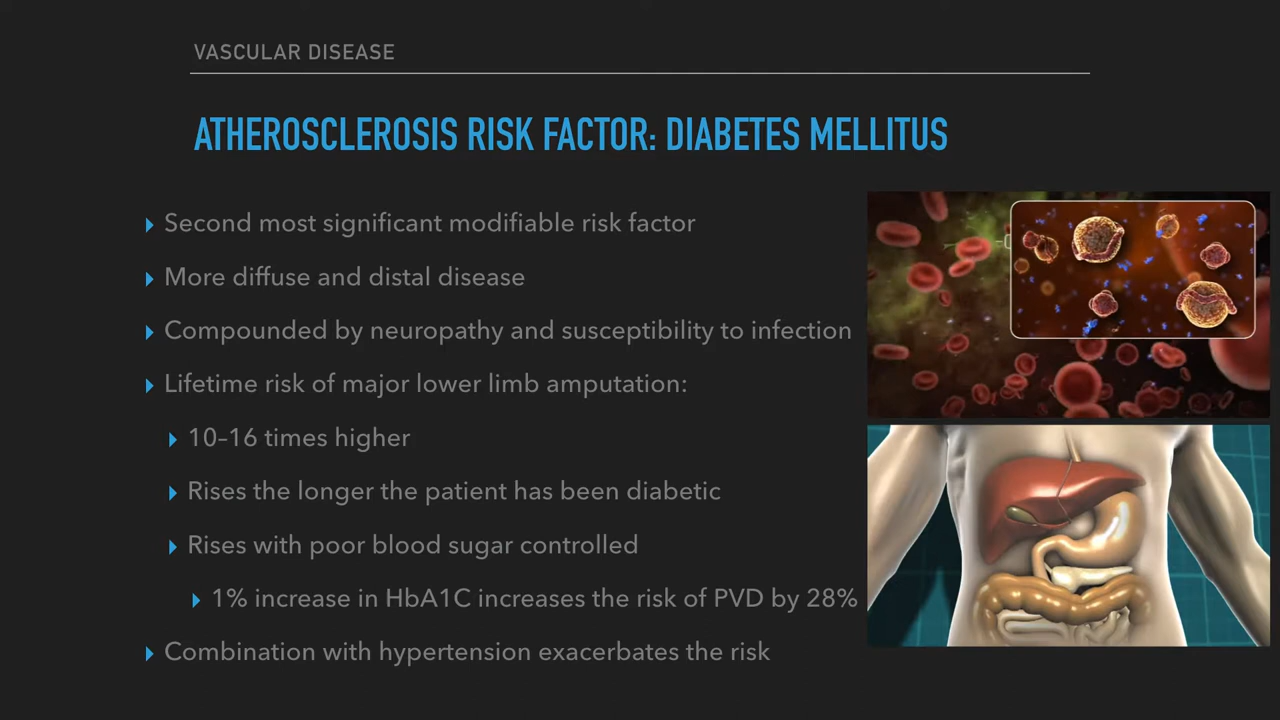 VASCULAR DISEASE
ATHEROSCLEROSIS RISK FACTOR: DIABETES MELLITUS
Second most significant modifiable risk factor
More diffuse and distal disease
Compounded by neuropathy and susceptibility to infection
Lifetime risk of major lower limb amputation:
10–16 times higher
Rises the longer the patient has been diabetic
Rises with poor blood sugar controlled
1% increase in HbA1C increases the risk of PVD by 28%
Combination with hypertension exacerbates the risk